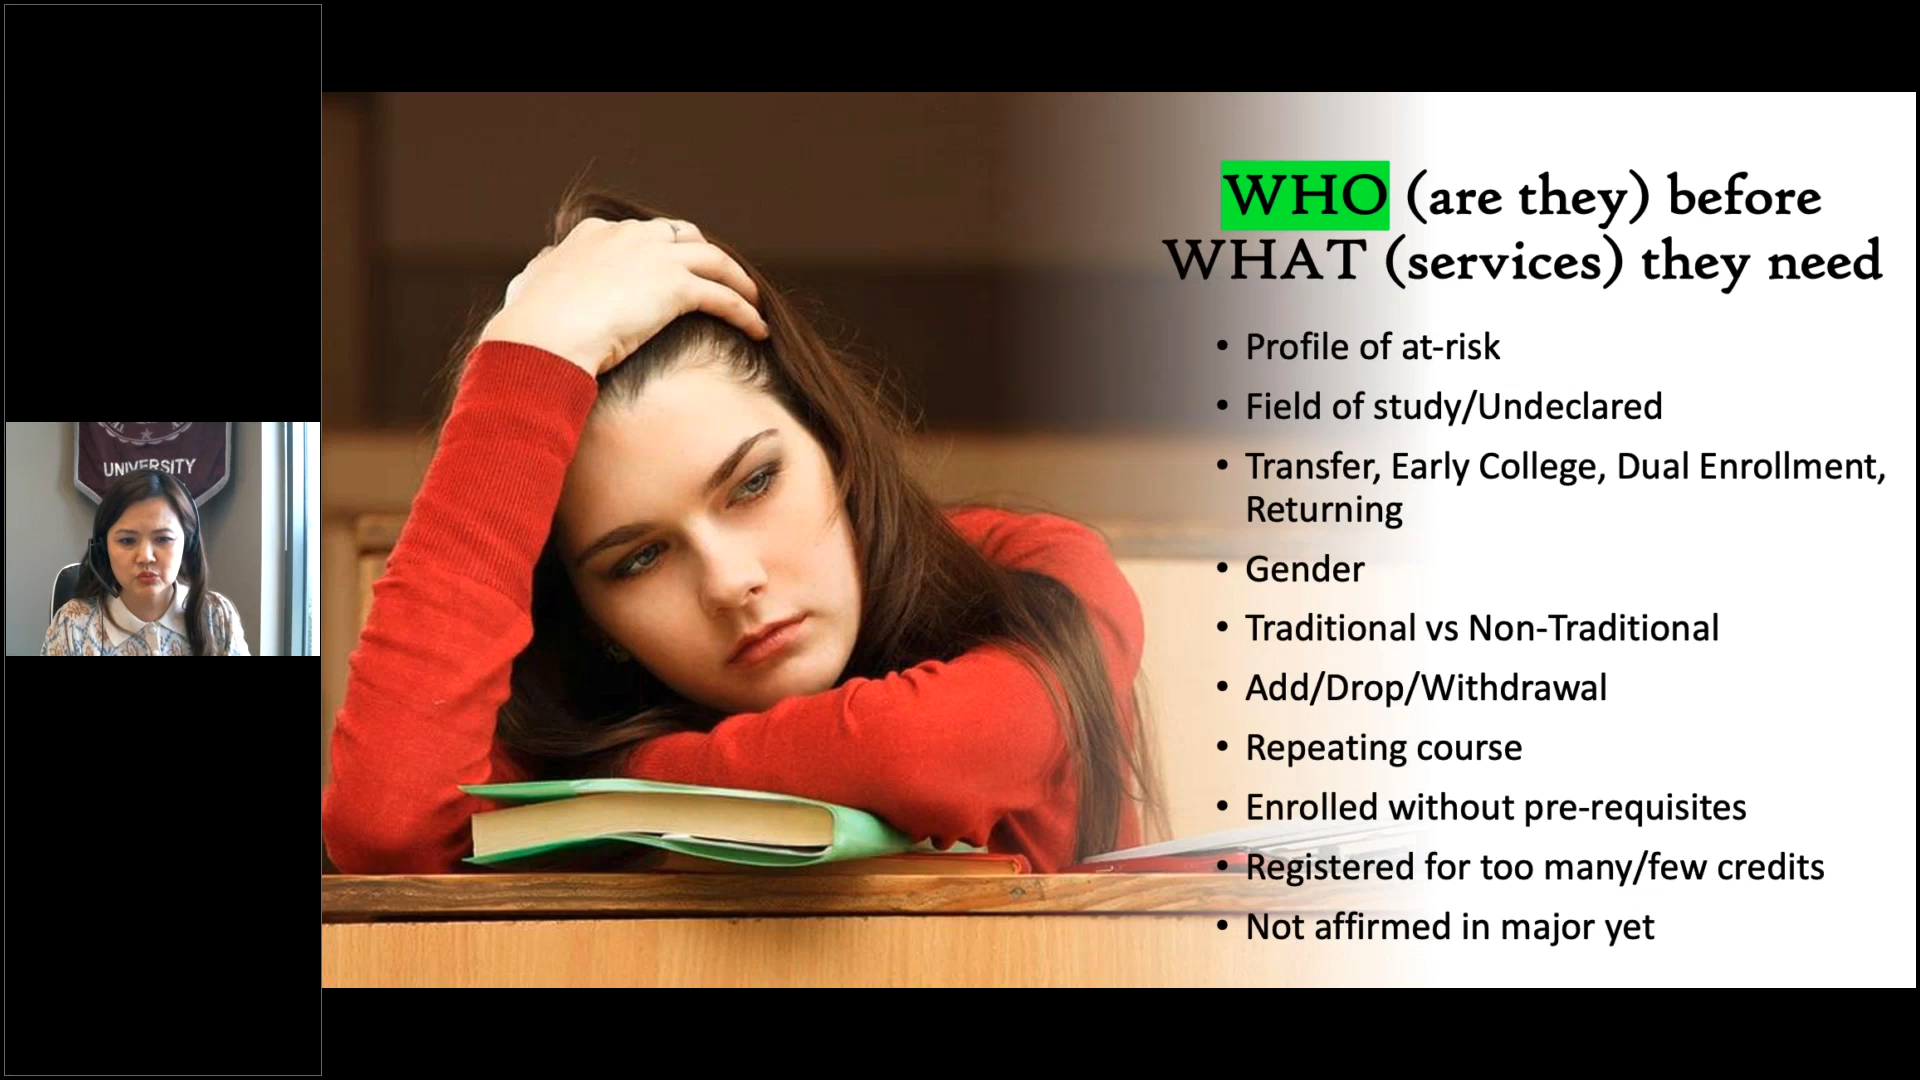 UNIVERSITY
WHO (are they) before
WHAT (services) they need
• Profile of at-risk
• Field of study/Undeclared
• Transfer, Early College, Dual Enrollment,
Returning
• Gender
• Traditional vs Non-Traditional
• Add/Drop/Withdrawal
• Repeating course
• Enrolled without pre-requisites
• Registered for too many/few credits
• Not affirmed in major yet